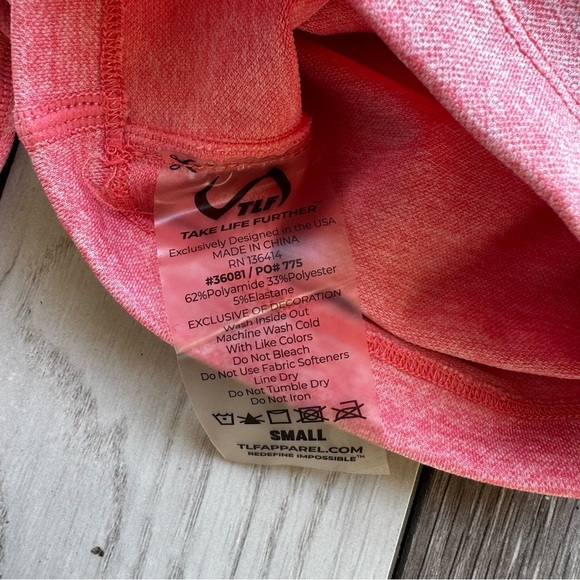 TLF
TAKE LIFE FURTHER™
Exclusively Designed in the USA
MADE IN CHINA
RN 136414
#36081 / PO# 775
62%Polyamide 33%Polyester
5%Elastane
EXCLUSIVE OF DECORATION
Wash Inside Out
Machine Wash Cold
With Like Colors
Do Not Bleach
Do Not Use Fabric Softeners
Line Dry
Do Not Tumble Dry
Do Not Iron
SMALL
TLFAPPAREL.COM
REDEFINE IMPOSSIBLE™